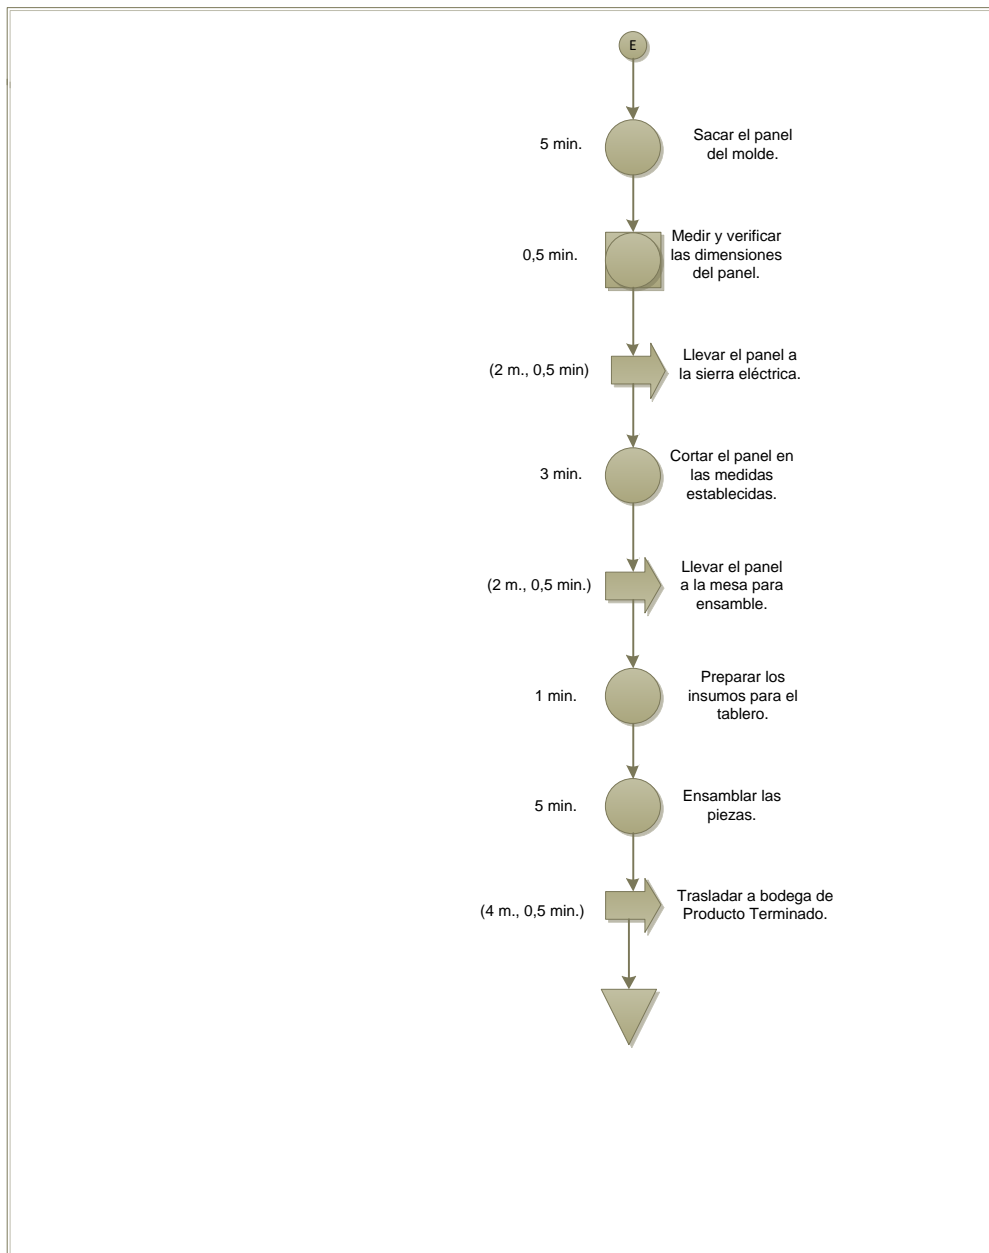 E
5 min.
Sacar el panel
del molde.
0,5 min.
Medir y verificar
las dimensiones
del panel.
(2 m., 0,5 min)
Llevar el panel a
la sierra eléctrica.
3 min.
Cortar el panel en
las medidas
establecidas.
(2 m., 0,5 min.)
Llevar el panel
a la mesa para
ensamble.
1 min.
Preparar los
insumos para el
tablero.
5 min.
Ensamblar las
piezas.
(4 m., 0,5 min.)
Trasladar a bodega de
Producto Terminado.